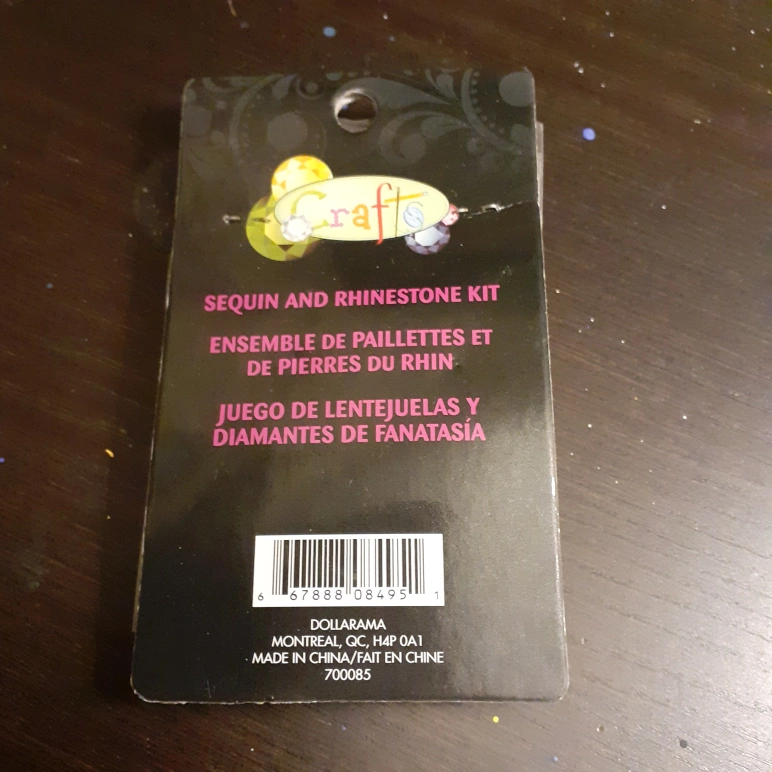 Crafts
SEQUIN AND RHINESTONE KIT
ENSEMBLE DE PAILLETTES ET
DE PIERRES DU RHIN
JUEGO DE LENTEJUELAS Y
DIAMANTES DE FANATASÍA
6 67888 08495 1
DOLLARAMA
MONTREAL, QC, H4P 0A1
MADE IN CHINA/FAIT EN CHINE
700085